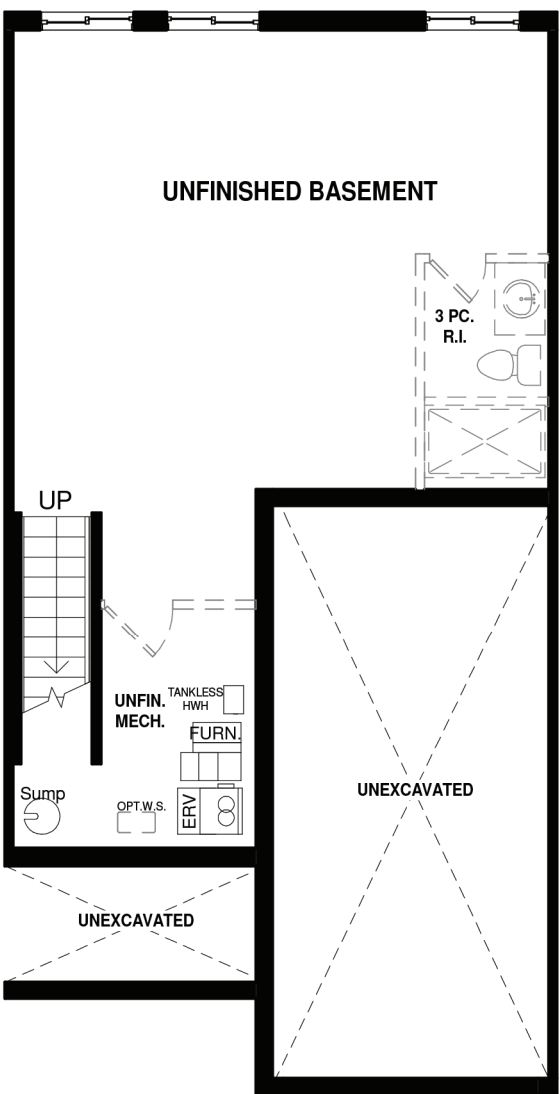 UNFINISHED BASEMENT
3 PC.
R.I.
UP
UNFIN.
MECH.
TANKLESS
HWH
FURN.
UNEXCAVATED
Sump
OPT.W.S.
ERV
UNEXCAVATED